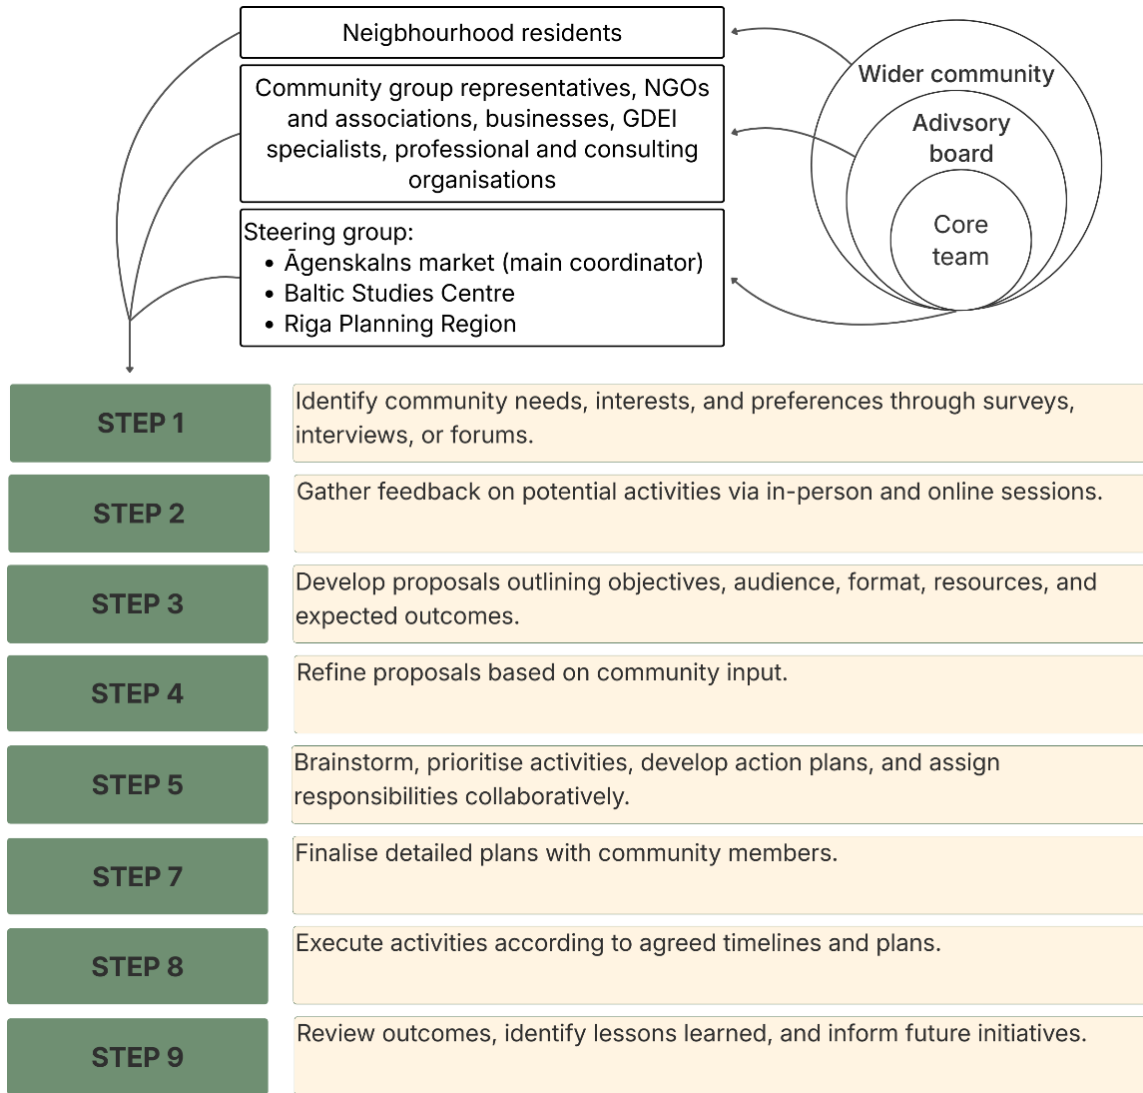 Neigbhourhood residents
Community group representatives, NGOs
and associations, businesses, GDEI
specialists, professional and consulting
organisations
Steering group:
• Āgenskalns market (main coordinator)
• Baltic Studies Centre
• Riga Planning Region
Wider community
Adivsory
board
Core
team
STEP 1
Identify community needs, interests, and preferences through surveys,
interviews, or forums.
STEP 2
Gather feedback on potential activities via in-person and online sessions.
STEP 3
Develop proposals outlining objectives, audience, format, resources, and
expected outcomes.
STEP 4
Refine proposals based on community input.
STEP 5
Brainstorm, prioritise activities, develop action plans, and assign
responsibilities collaboratively.
STEP 7
Finalise detailed plans with community members.
STEP 8
Execute activities according to agreed timelines and plans.
STEP 9
Review outcomes, identify lessons learned, and inform future initiatives.